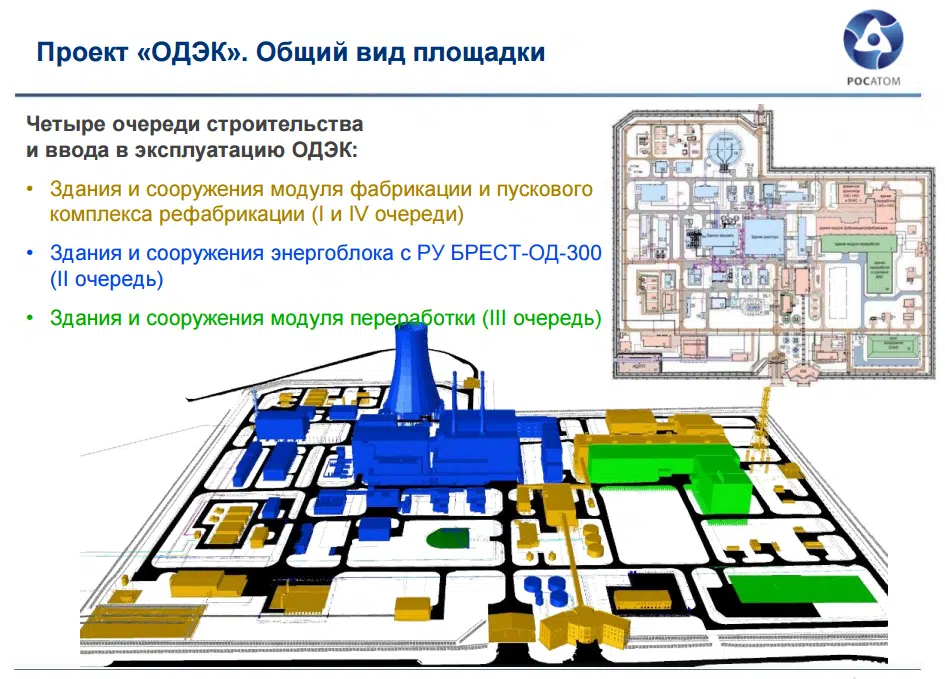 Проект «ОДЭК». Общий вид площадки
РОСАТОМ
Четыре очереди строительства
и ввода в эксплуатацию ОДЭК:
• Здания и сооружения модуля фабрикации и пускового
комплекса рефабрикации (I и IV очереди)
• Здания и сооружения энергоблока с РУ БРЕСТ-ОД-300
(II очередь)
• Здания и сооружения модуля переработки (III очередь)